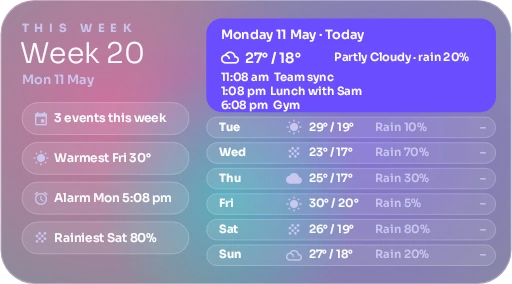 THIS WEEK
Week 20
Mon 11 May
3 events this week
Warmest Fri 30°
Alarm Mon 5:08 pm
Rainiest Sat 80%
Monday 11 May · Today
27° / 18° Partly Cloudy · rain 20%
11:08 am Team sync
1:08 pm Lunch with Sam
6:08 pm Gym
Tue 29° / 19° Rain 10% –
Wed 23° / 17° Rain 70% –
Thu 25° / 17° Rain 30% –
Fri 30° / 20° Rain 5% –
Sat 26° / 19° Rain 80% –
Sun 27° / 18° Rain 20% –